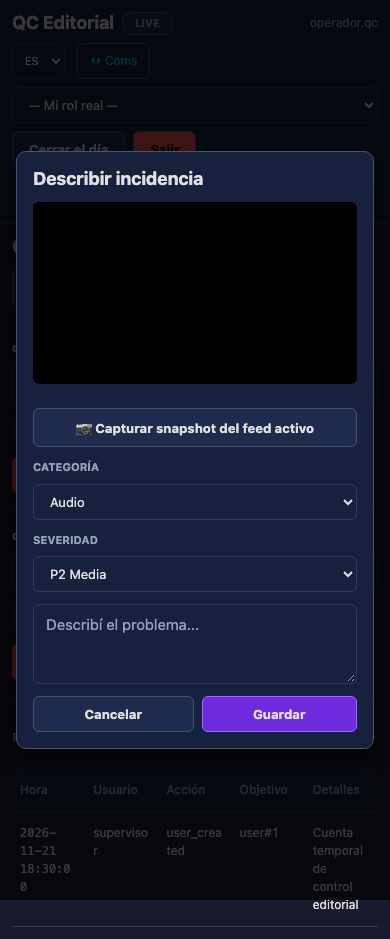 QC Editorial LIVE operador.qc
ES ↔ Coms
— Mi rol real —
Cerrar el día Salir
Describir incidencia
📷 Capturar snapshot del feed activo
CATEGORÍA
Audio
SEVERIDAD
P2 Media
Describí el problema...
Cancelar Guardar
Hora Usuario Acción Objetivo Detalles
2026- superviso user_crea user#1 Cuenta
11-21 r ted temporal
18:30:0 de
0 control
editorial